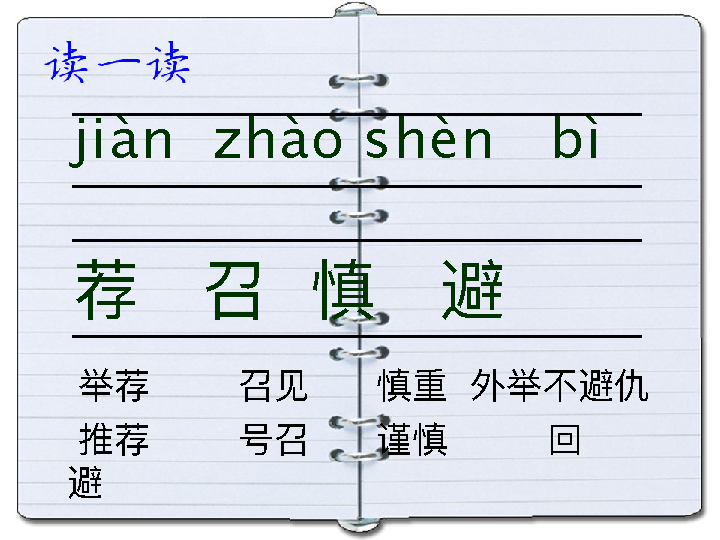 读一读
jiàn zhào shèn bì
荐 召 慎 避
举荐 召见 慎重 外举不避仇
推荐 号召 谨慎 回
避